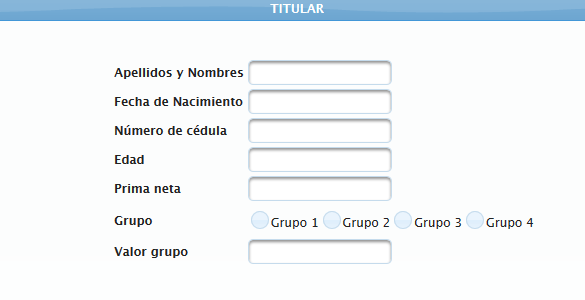 TITULAR
Apellidos y Nombres
Fecha de Nacimiento
Número de cédula
Edad
Prima neta
Grupo Grupo 1 Grupo 2 Grupo 3 Grupo 4
Valor grupo